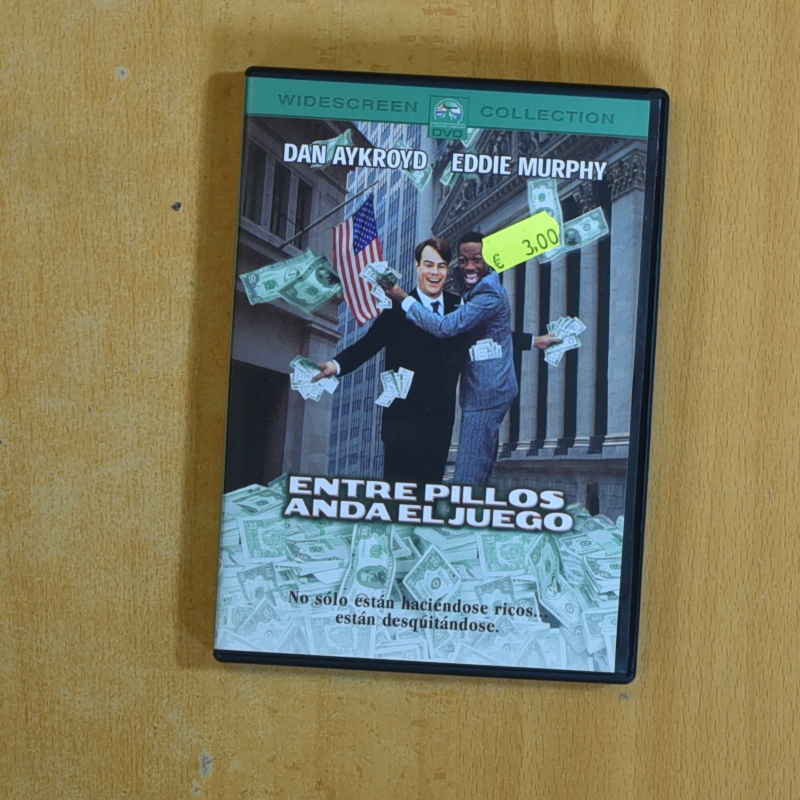 WIDESCREEN COLLECTION
DVD
DAN AYKROYD EDDIE MURPHY
€ 3,00
ENTRE PILLOS
ANDA EL JUEGO
No sólo están haciéndose ricos...
están desquitándose.